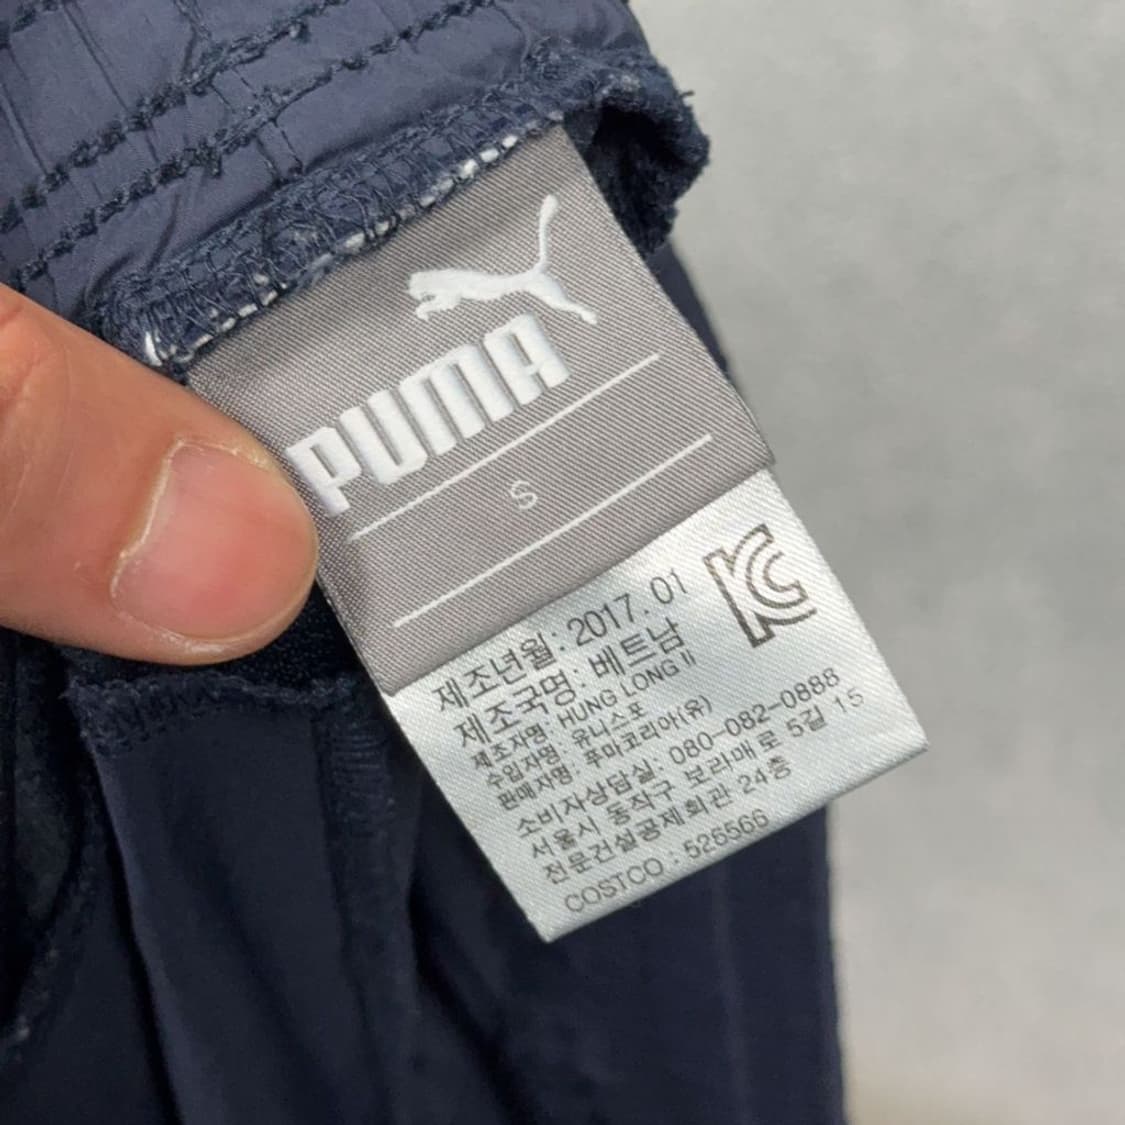 PUMA
S
KC
제조년월: 2017. 01
제조국명: 베트남
제조자명: HUNG LONG II
수입자명: 유니스포
판매자명: 푸마코리아(유)
소비자상담실: 080-082-0888
서울시 동작구 보라매로 5길 15
전문건설공제회관 24층
COSTCO : 526566